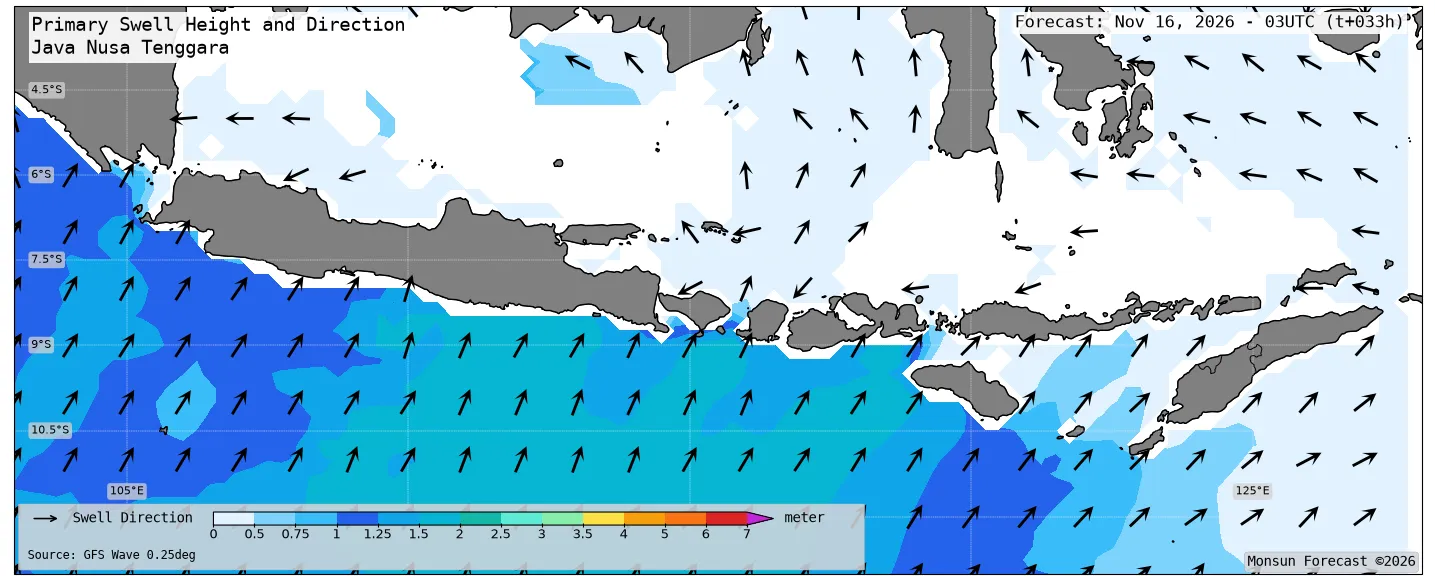 Primary Swell Height and Direction
Java Nusa Tenggara
Forecast: Nov 16, 2026 - 03UTC (t+033h)
4.5°S
6°S
7.5°S
9°S
10.5°S
105°E
125°E
Swell Direction
0 0.5 0.75 1 1.25 1.5 2 2.5 3 3.5 4 5 6 7
meter
Source: GFS Wave 0.25deg
Monsun Forecast ©2026